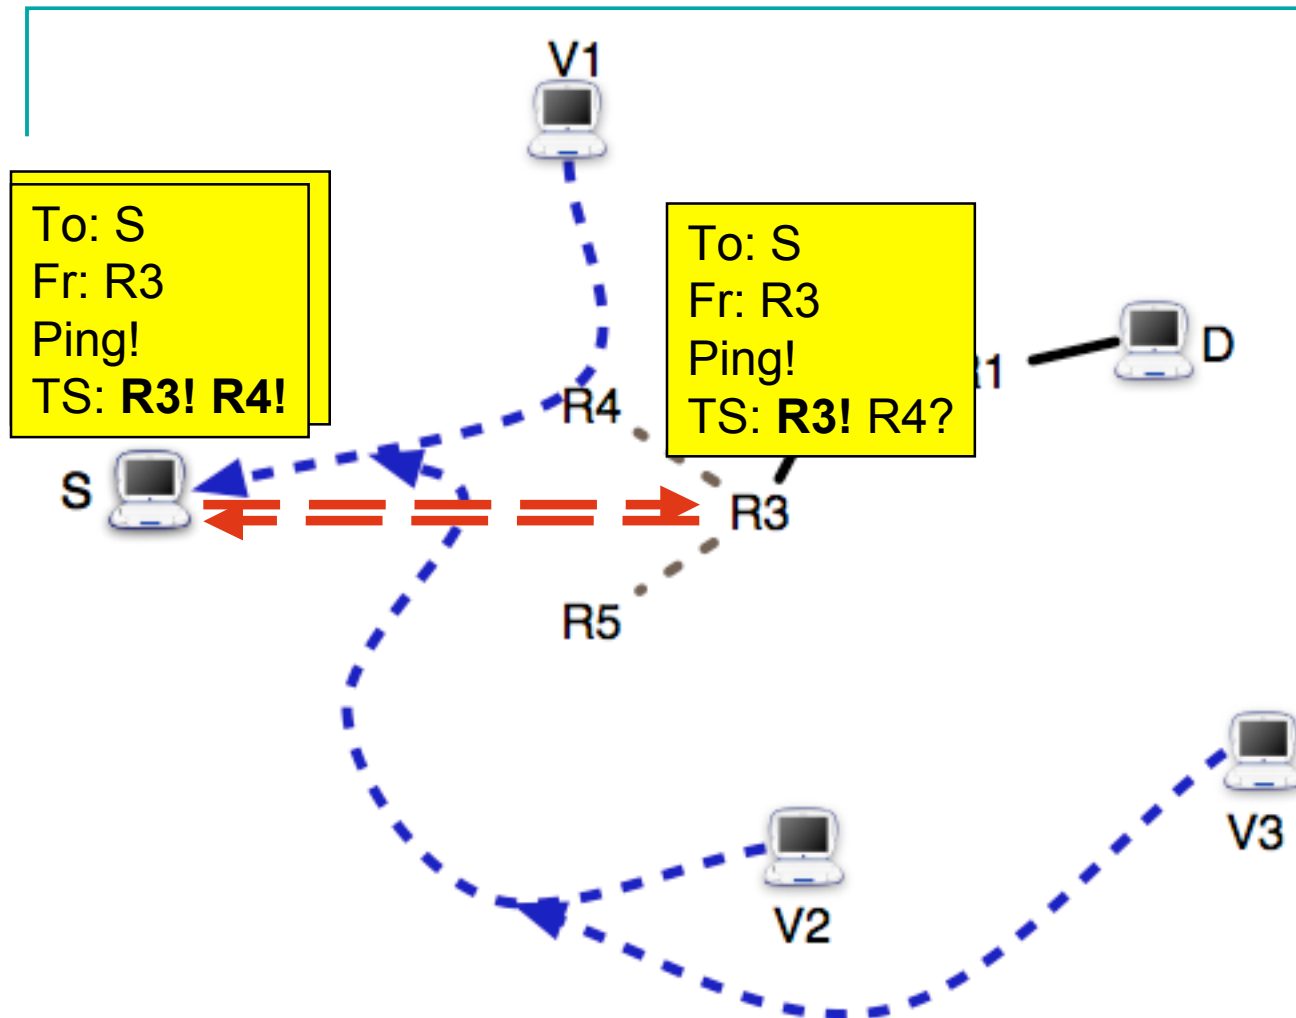 V1
To: S
Fr: R3
Ping!
TS: R3! R4!
To: S
Fr: R3
Ping!
TS: R3! R4?
D
R4
S
R3
R5
V3
V2